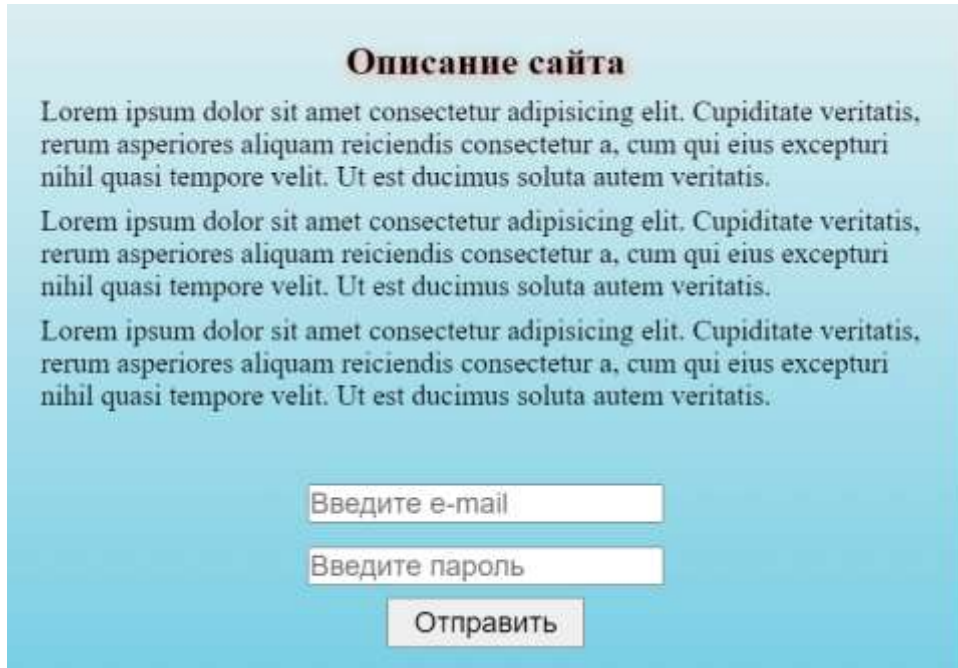 Описание сайта
Lorem ipsum dolor sit amet consectetur adipisicing elit. Cupiditate veritatis,
rerum asperiores aliquam reiciendis consectetur a, cum qui eius excepturi
nihil quasi tempore velit. Ut est ducimus soluta autem veritatis.
Lorem ipsum dolor sit amet consectetur adipisicing elit. Cupiditate veritatis,
rerum asperiores aliquam reiciendis consectetur a, cum qui eius excepturi
nihil quasi tempore velit. Ut est ducimus soluta autem veritatis.
Lorem ipsum dolor sit amet consectetur adipisicing elit. Cupiditate veritatis,
rerum asperiores aliquam reiciendis consectetur a, cum qui eius excepturi
nihil quasi tempore velit. Ut est ducimus soluta autem veritatis.
Введите e-mail
Введите пароль
Отправить